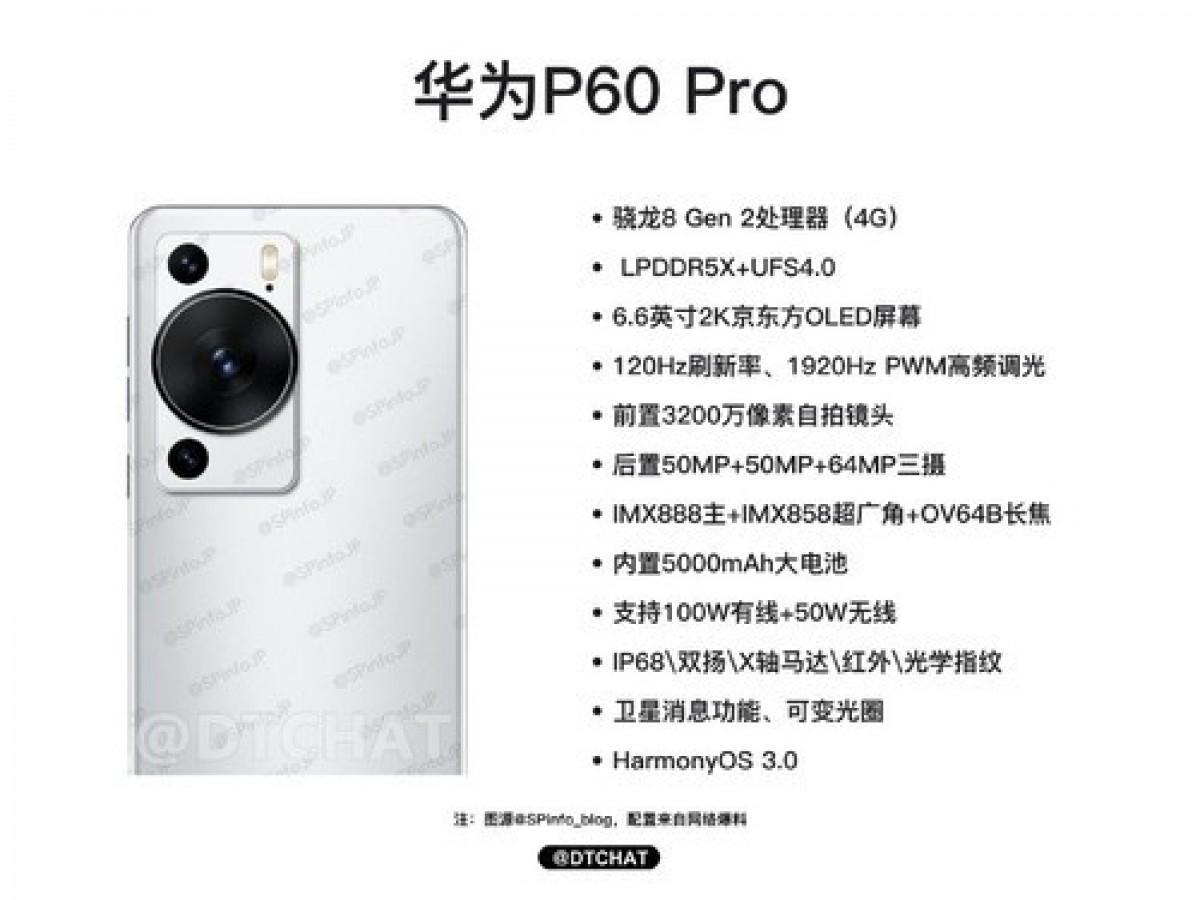 华为P60 Pro
• 骁龙8 Gen 2处理器（4G）
• LPDDR5X+UFS4.0
• 6.6英寸2K京东方OLED屏幕
• 120Hz刷新率、1920Hz PWM高频调光
• 前置3200万像素自拍镜头
• 后置50MP+50MP+64MP三摄
• IMX888主+IMX858超广角+OV64B长焦
• 内置5000mAh大电池
• 支持100W有线+50W无线
• IP68\双扬\X轴马达\红外\光学指纹
• 卫星消息功能、可变光圈
• HarmonyOS 3.0
@SPinfoJP
@DTCHAT
注：图源@SPinfo_blog，配置来自网络爆料
@DTCHAT